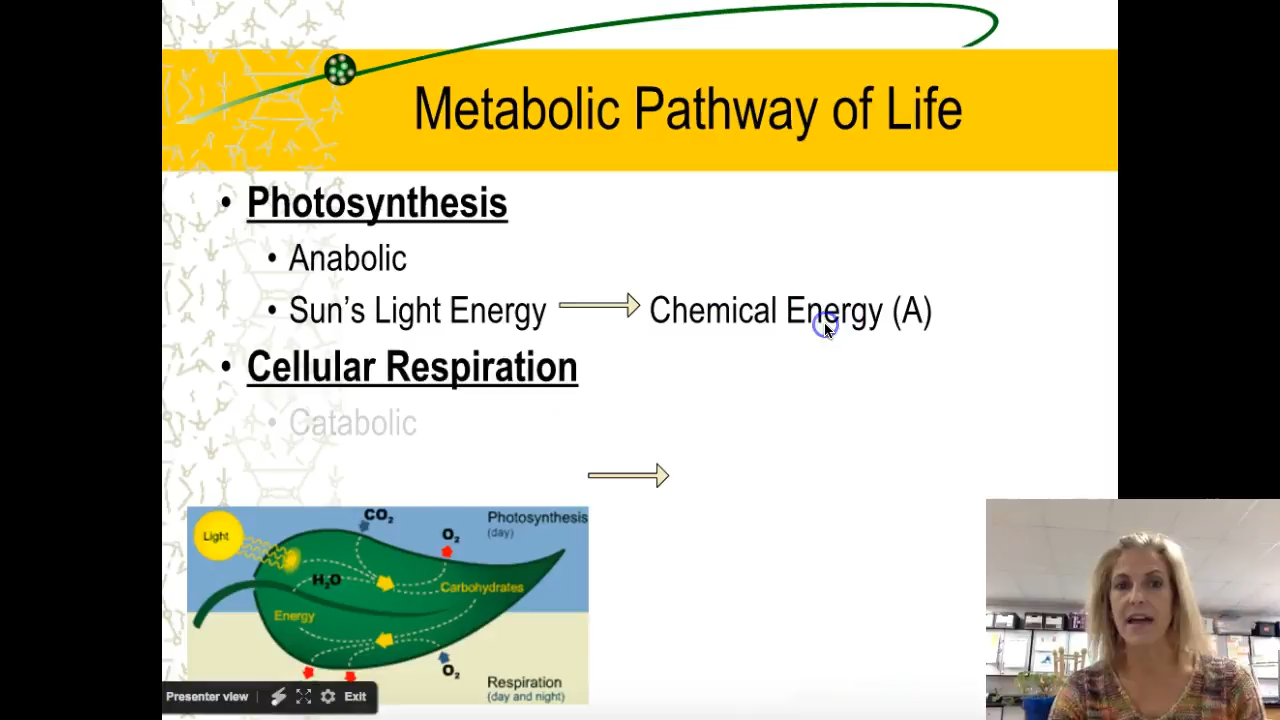 Metabolic Pathway of Life
• Photosynthesis
• Anabolic
• Sun's Light Energy Chemical Energy (A)
• Cellular Respiration
• Catabolic
Light
CO₂
O₂
Photosynthesis
(day)
H₂O
Carbohydrates
Energy
O₂
Respiration
(day and night)
Presenter view
Exit